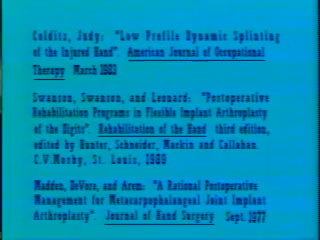 Colditz, Judy: "Low Profile Dynamic Splinting
of the Injured Hand". American Journal of Occupational
Therapy March 1983
Swanson, Swanson, and Leonard: "Postoperative
Rehabilitation Programs in Flexible Implant Arthroplasty
of the Digits". Rehabilitation of the Hand third edition,
edited by Hunter, Schneider, Mackin and Callahan.
C.V.Mosby, St. Louis, 1989
Madden, DeVore, and Arem: "A Rational Postoperative
Management for Metacarpophalangeal Joint Implant
Arthroplasty". Journal of Hand Surgery Sept. 1977